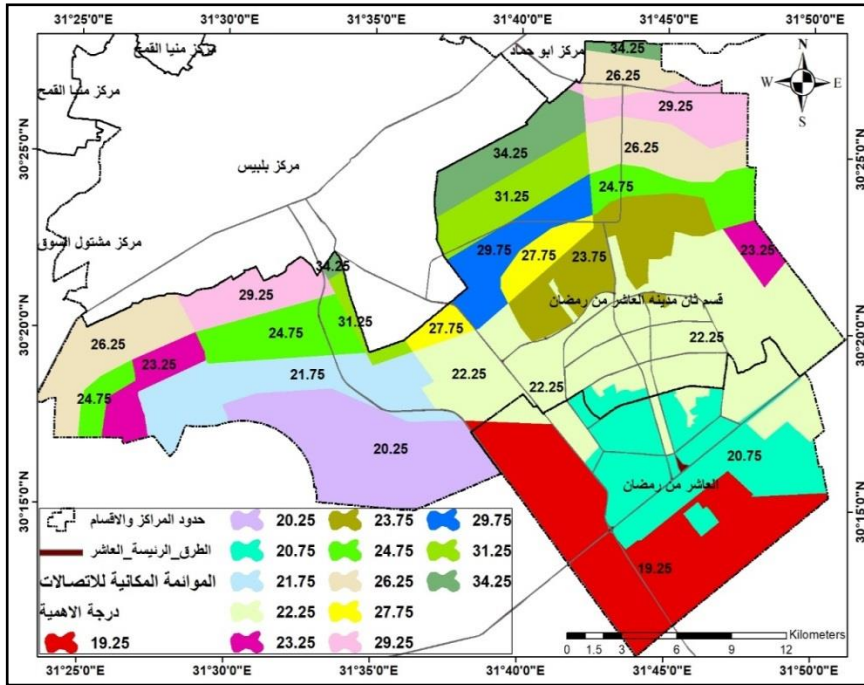 31°25'0"E 31°30'0"E 31°35'0"E 31°40'0"E 31°45'0"E 31°50'0"E
مركز منيا القمح
مركز منيا القمح
مركز ابو حماد
34.25
N
W E
S
26.25
29.25
30°25'0"N
30°25'0"N
34.25
26.25
مركز بلبيس
31.25
24.75
مركز مشتول السوق
29.75
27.75
23.75
23.25
34.25
29.25
31.25
27.75
قسم ثان مدينه العاشر من رمضان
30°20'0"N
30°20'0"N
26.25
24.75
22.25
23.25
21.75
22.25
22.25
24.75
20.25
20.75
العاشر من رمضان
30°15'0"N
30°15'0"N
19.25
حدود المراكز والاقسام
الطرق_الرئيسة_العاشر
الموائمة المكانية للاتصالات
درجة الاهمية
19.25
20.25
20.75
21.75
22.25
23.25
23.75
24.75
26.25
27.75
29.25
29.75
31.25
34.25
Kilometers
0 1.5 3 6 9 12
31°25'0"E 31°30'0"E 31°35'0"E 31°40'0"E 31°45'0"E 31°50'0"E